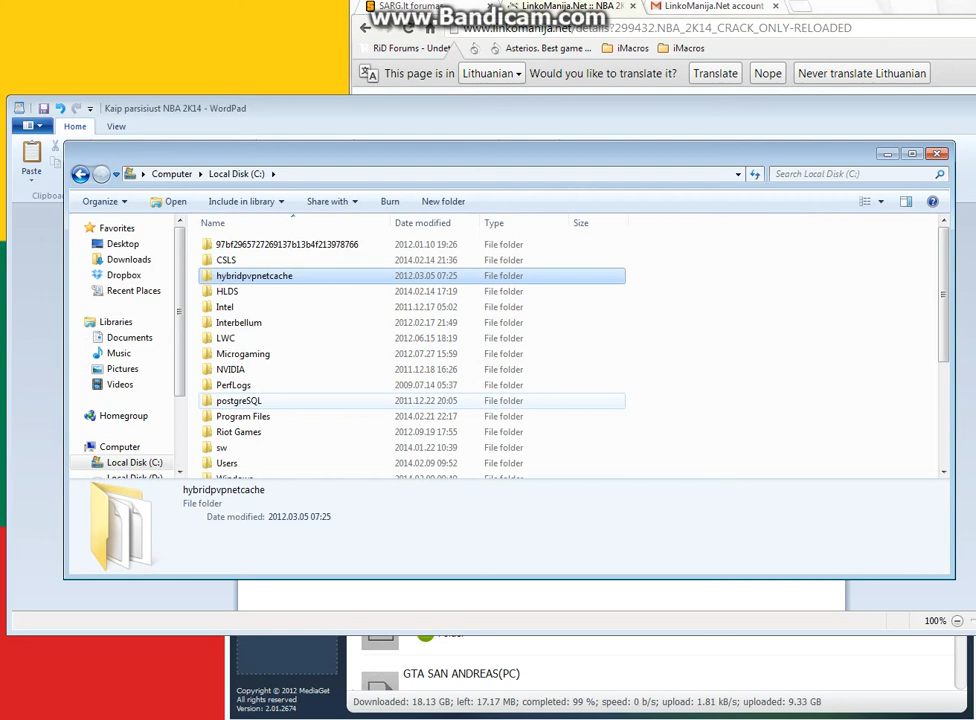 SARG.lt forumas
LinkoManija.Net :: NBA 2K
LinkoManija.Net account
www.Bandicam.com
www.linkomanija.net/details?299432.NBA_2K14_CRACK_ONLY-RELOADED
RiD Forums - Undet
Asterios. Best game ...
iMacros
iMacros
This page is in
Lithuanian
Would you like to translate it?
Translate
Nope
Never translate Lithuanian
Kaip parsisiust NBA 2K14 - WordPad
Home
View
Paste
Clipboard
Computer
Local Disk (C:)
Search Local Disk (C:)
Organize
Open
Include in library
Share with
Burn
New folder
Name
Date modified
Type
Size
Favorites
Desktop
Downloads
Dropbox
Recent Places
Libraries
Documents
Music
Pictures
Videos
Homegroup
Computer
Local Disk (C:)
Local Disk (D:)
97bf2965727269137b13b4f213978766 2012.01.10 19:26 File folder
CSLS 2014.02.14 21:36 File folder
hybridpvpnetcache 2012.03.05 07:25 File folder
HLDS 2014.02.14 17:19 File folder
Intel 2011.12.17 05:02 File folder
Interbellum 2012.02.17 21:49 File folder
LWC 2012.06.15 18:19 File folder
Microgaming 2012.07.27 15:59 File folder
NVIDIA 2011.12.18 16:26 File folder
PerfLogs 2009.07.14 05:37 File folder
postgreSQL 2011.12.22 20:05 File folder
Program Files 2014.02.21 22:17 File folder
Riot Games 2012.09.19 17:55 File folder
sw 2014.01.22 10:39 File folder
Users 2014.02.09 09:52 File folder
hybridpvpnetcache
File folder
Date modified: 2012.03.05 07:25
100%
GTA SAN ANDREAS(PC)
Copyright © 2012 MediaGet
All rights reserved
Version: 2.01.2674
Downloaded: 18.13 GB; left: 17.17 MB; completed: 99 %; speed: 0 b/s; upload: 1.81 kB/s; uploaded: 9.33 GB